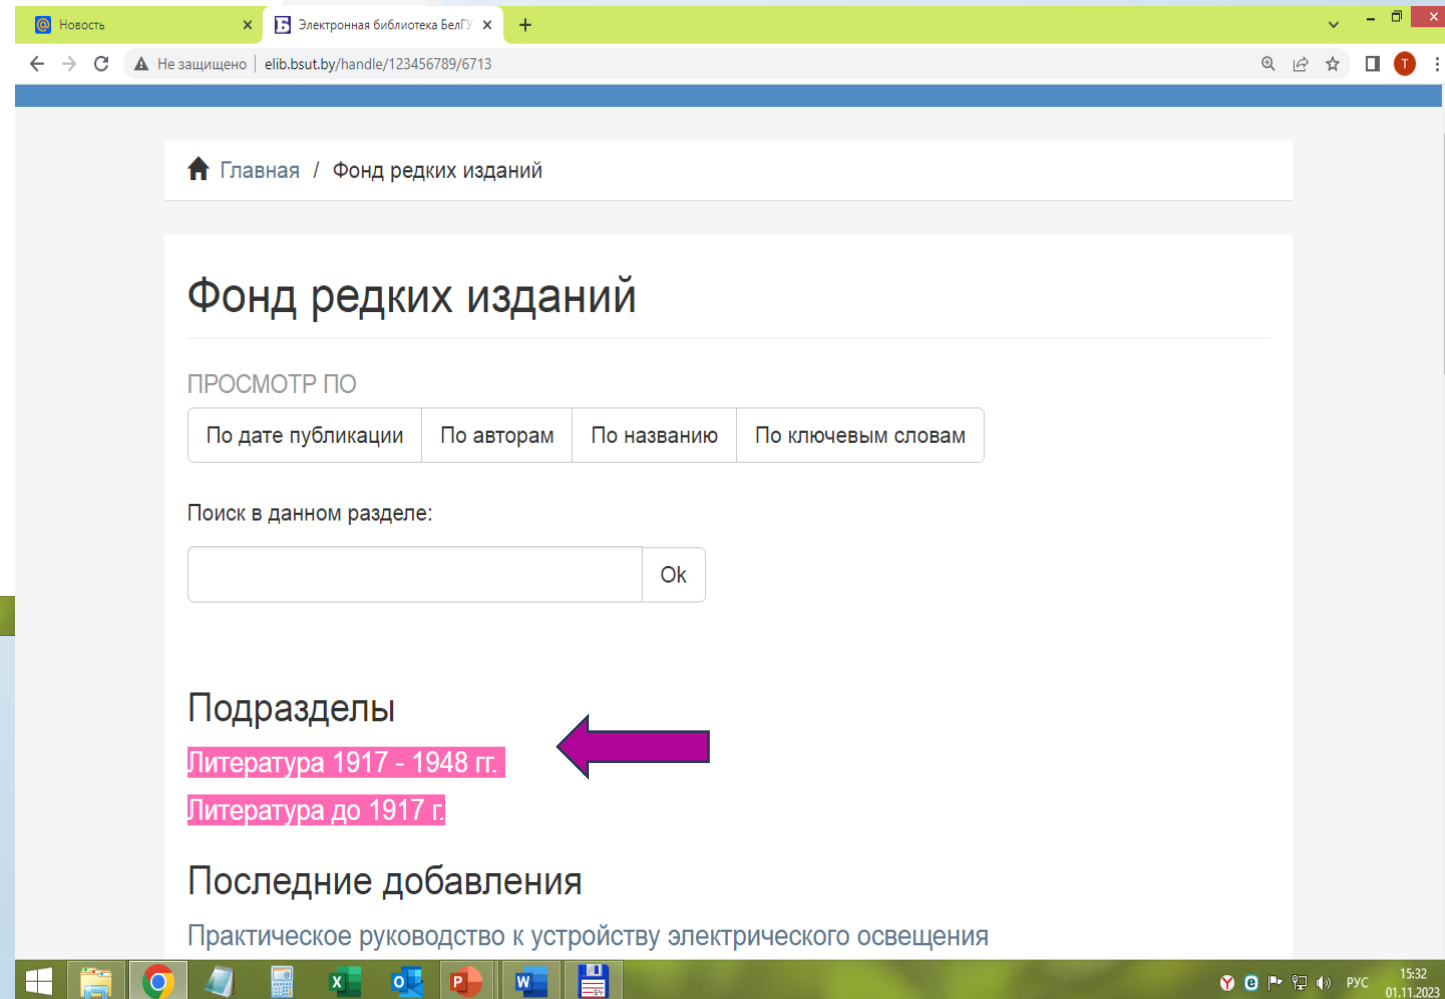 Новость
Электронная библиотека БелГУ
Не защищено | elib.bsut.by/handle/123456789/6713
T
Главная / Фонд редких изданий
Фонд редких изданий
ПРОСМОТР ПО
По дате публикации По авторам По названию По ключевым словам
Поиск в данном разделе:
Ok
Подразделы
Литература 1917 - 1948 гг.
Литература до 1917 г.
Последние добавления
Практическое руководство к устройству электрического освещения
РУС 15:32
01.11.2023